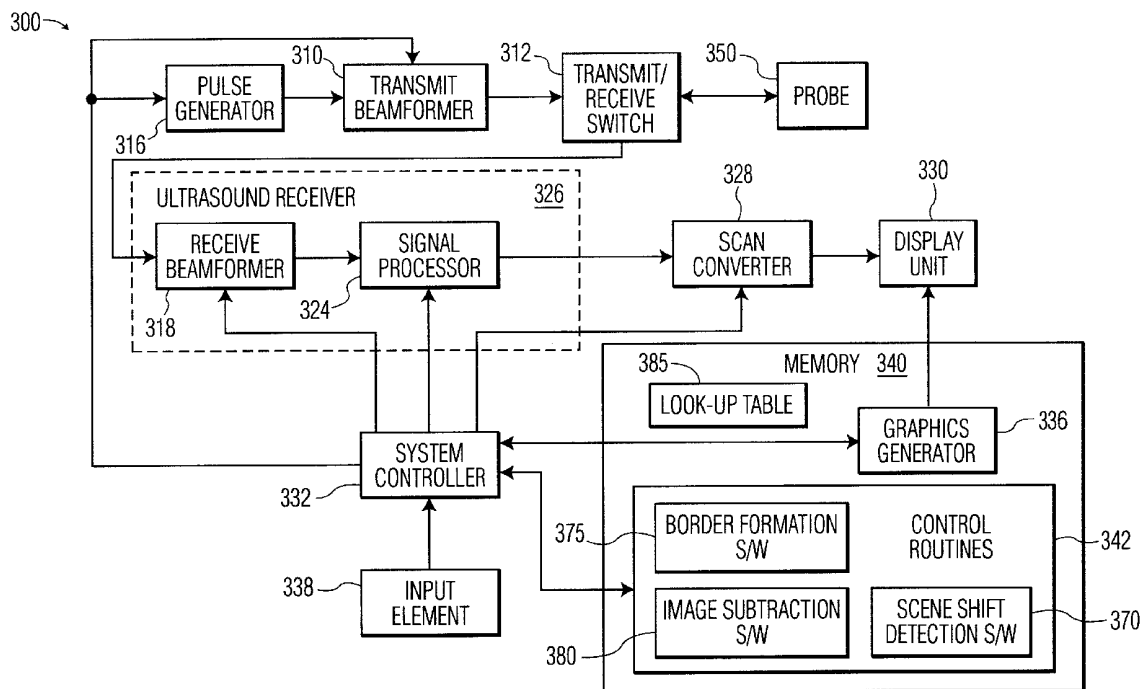 300
310
312
350
PULSE
GENERATOR
TRANSMIT
BEAMFORMER
TRANSMIT/
RECEIVE
SWITCH
PROBE
316
ULTRASOUND RECEIVER
326
328
330
RECEIVE
BEAMFORMER
SIGNAL
PROCESSOR
SCAN
CONVERTER
DISPLAY
UNIT
318
324
MEMORY 340
385
LOOK-UP TABLE
GRAPHICS
GENERATOR
336
SYSTEM
CONTROLLER
332
375
BORDER FORMATION
S/W
CONTROL
ROUTINES
342
338
INPUT
ELEMENT
IMAGE SUBTRACTION
S/W
SCENE SHIFT
DETECTION S/W
370
380